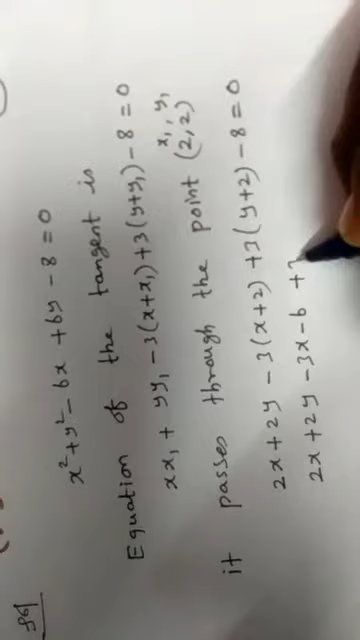 x²+y²-6x+6y-8=0
Equation of the tangent is
xx₁+yy₁-3(x+x₁)+3(y+y₁)-8=0
x₁, y₁
it passes through the point (2,2)
2x+2y-3(x+2)+3(y+2)-8=0
2x+2y-3x-6+